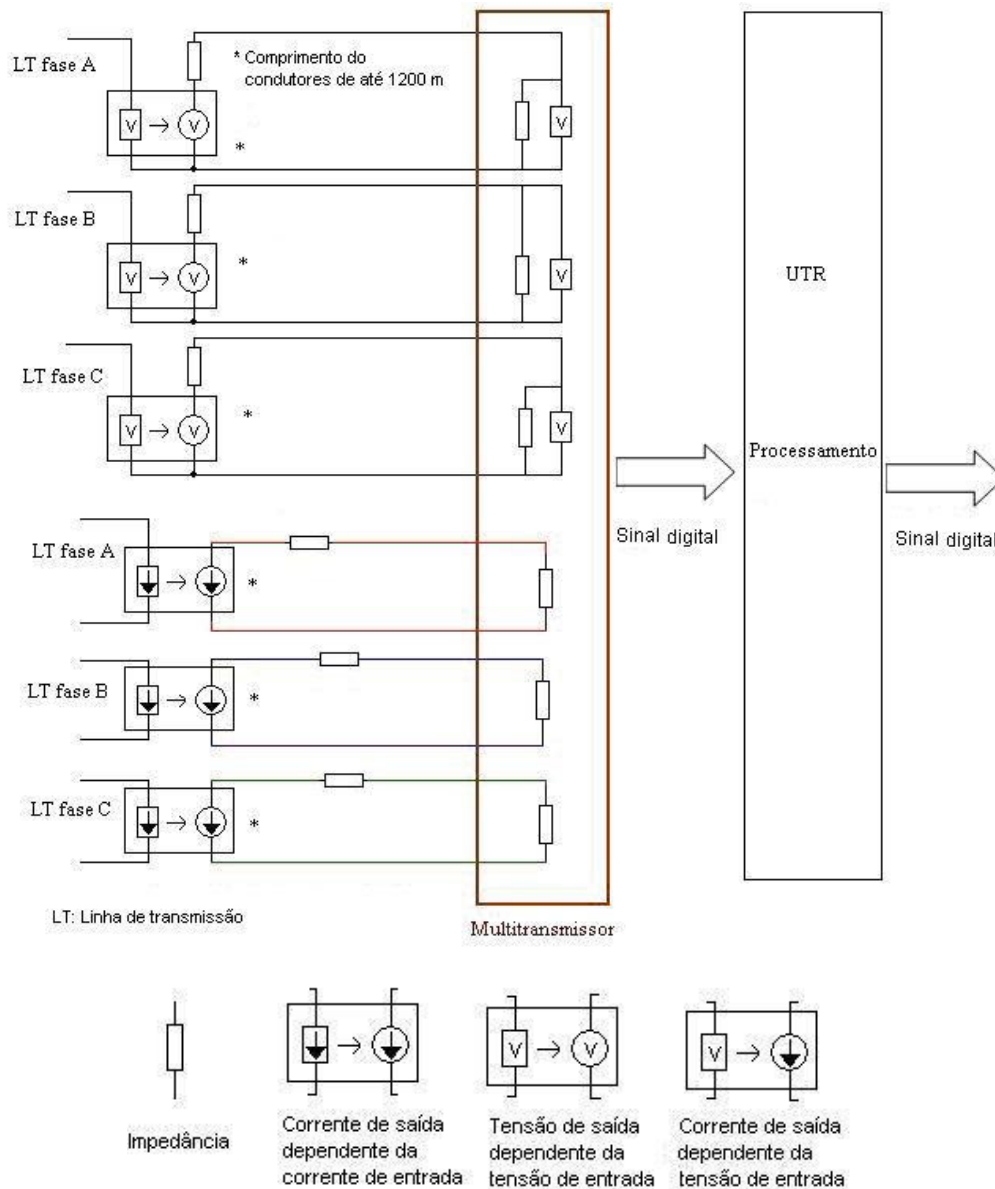 LT fase A
* Comprimento do
condutores de até 1200 m
V
V
*
V
LT fase B
V
V
*
V
LT fase C
V
V
*
V
UTR
Processamento
Sinal digital
Sinal digital
LT fase A
*
LT fase B
*
LT fase C
*
LT: Linha de transmissão
Multitransmissor
V
V
V
Impedância
Corrente de saída
dependente da
corrente de entrada
Tensão de saída
dependente da
tensão de entrada
Corrente de saída
dependente da
tensão de entrada